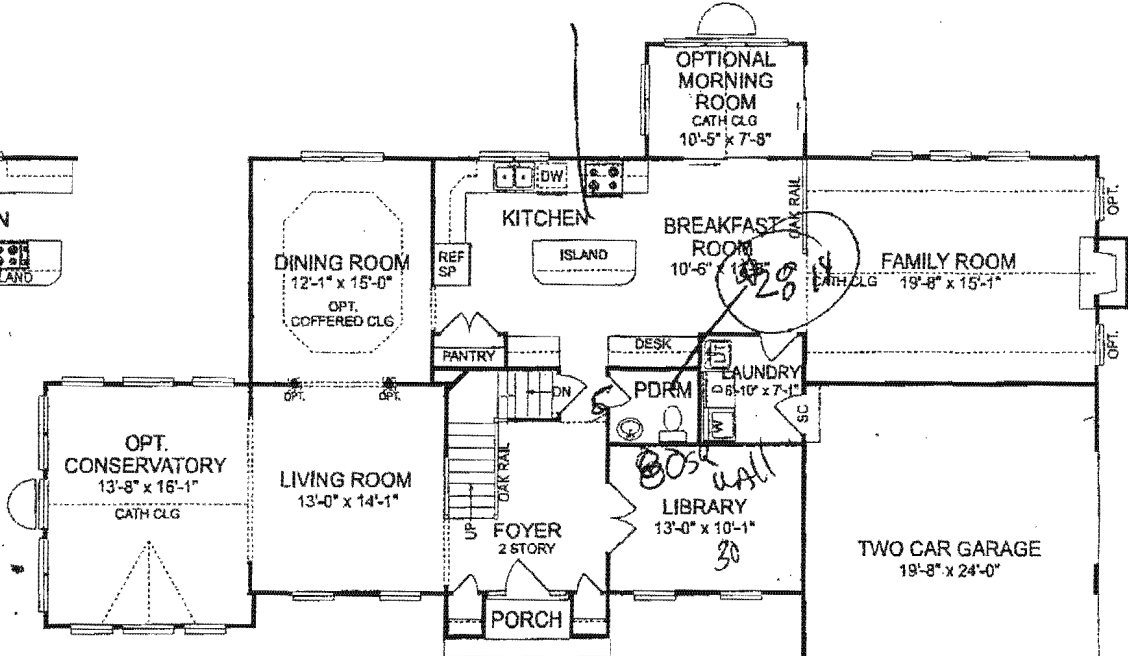 OPTIONAL
MORNING
ROOM
CATH CLG
10'-5" x 7'-8"
DW
KITCHEN
ISLAND
REF
SP
PANTRY
DESK
BREAKFAST
ROOM
10'-6" x
OAK RAIL
FAMILY ROOM
19'-8" x 15'-1"
CATH CLG
OPT.
OPT.
DINING ROOM
12'-1" x 15'-0"
OPT.
COFFERED CLG
OPT.
OPT.
N
LAND
OPT.
CONSERVATORY
13'-8" x 16'-1"
CATH CLG
LIVING ROOM
13'-0" x 14'-1"
DN
OAK RAIL
UP
FOYER
2 STORY
PORCH
PDRM
LAUNDRY
6'-10" x 7'-1"
DT
D
W
SC
WALL
LIBRARY
13'-0" x 10'-1"
30
TWO CAR GARAGE
19'-8" x 24'-0"